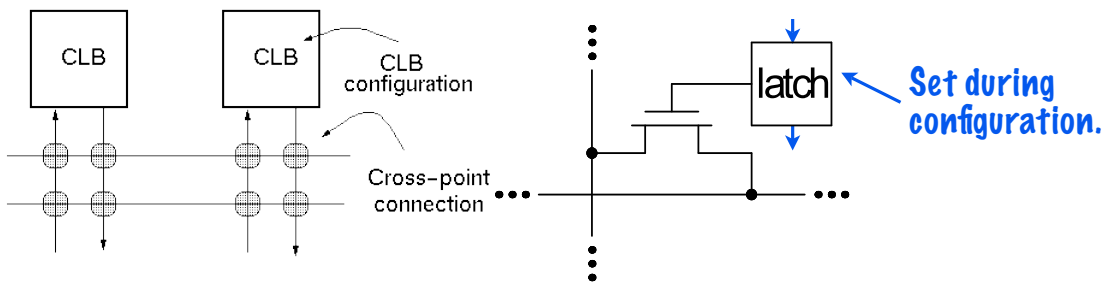 CLB
CLB
CLB
configuration
Cross-point
connection
latch
Set during
configuration.